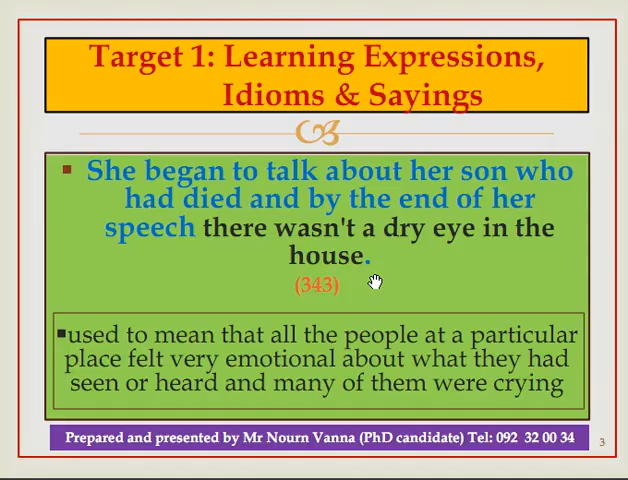 Target 1: Learning Expressions,
Idioms & Sayings
▪ She began to talk about her son who
had died and by the end of her
speech there wasn't a dry eye in the
house.
(343)
▪used to mean that all the people at a particular
place felt very emotional about what they had
seen or heard and many of them were crying
Prepared and presented by Mr Nourn Vanna (PhD candidate) Tel: 092 32 00 34
3